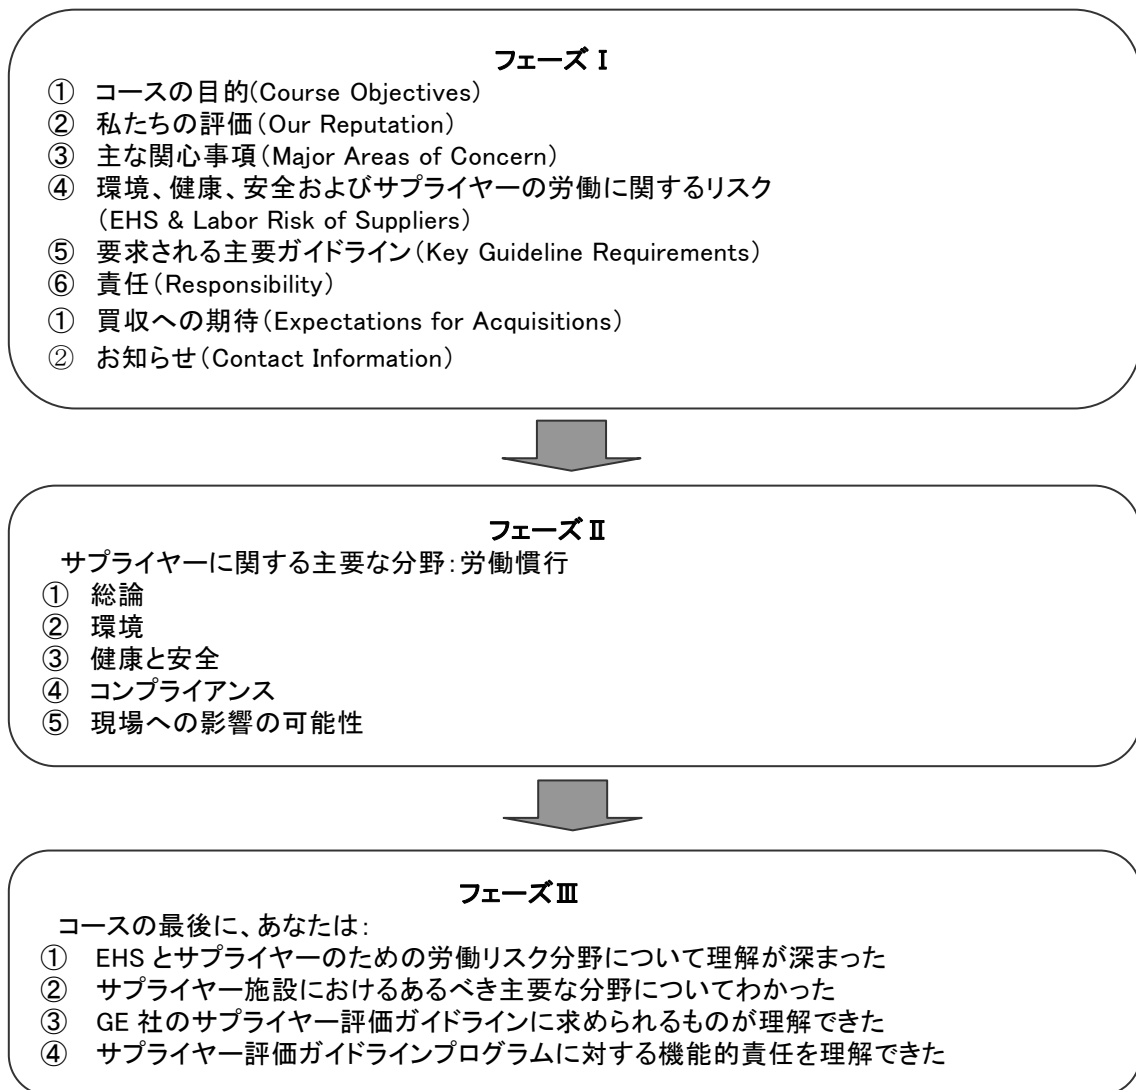 フェーズⅠ
① コースの目的(Course Objectives)
② 私たちの評価(Our Reputation)
③ 主な関心事項(Major Areas of Concern)
④ 環境、健康、安全およびサプライヤーの労働に関するリスク
(EHS & Labor Risk of Suppliers)
⑤ 要求される主要ガイドライン(Key Guideline Requirements)
⑥ 責任(Responsibility)
① 買収への期待(Expectations for Acquisitions)
② お知らせ(Contact Information)
フェーズⅡ
サプライヤーに関する主要な分野:労働慣行
① 総論
② 環境
③ 健康と安全
④ コンプライアンス
⑤ 現場への影響の可能性
フェーズⅢ
コースの最後に、あなたは:
① EHS とサプライヤーのための労働リスク分野について理解が深まった
② サプライヤー施設におけるあるべき主要な分野についてわかった
③ GE 社のサプライヤー評価ガイドラインに求められるものが理解できた
④ サプライヤー評価ガイドラインプログラムに対する機能的責任を理解できた